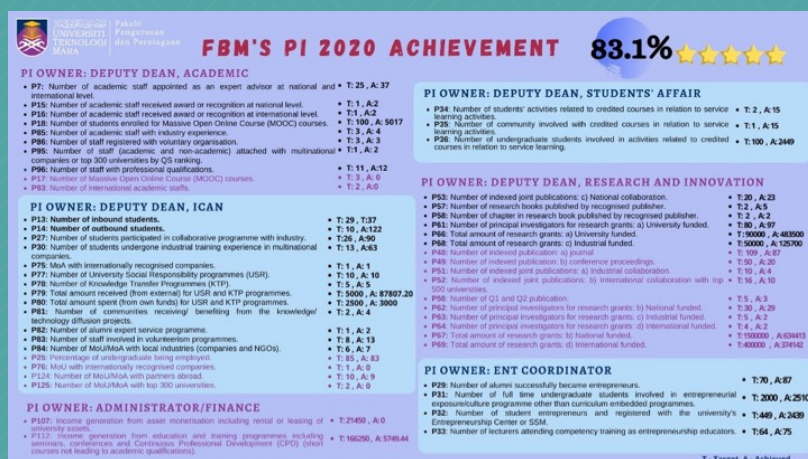 UNIVERSITI
TEKNOLOGI
MARA
Fakulti
Pengurusan
dan Perniagaan
FBM'S PI 2020 ACHIEVEMENT
83.1%
PI OWNER: DEPUTY DEAN, ACADEMIC
P7: Number of academic staff appointed as an expert advisor at national and international level. T: 25 , A: 37
P15: Number of academic staff received award or recognition at national level. T: 1 , A:2
P16: Number of academic staff received award or recognition at international level. T:1 , A:2
P18: Number of students enrolled for Massive Open Online Course (MOOC) courses. T: 100 , A: 5017
P85: Number of academic staff with industry experience. T: 3 , A: 4
P86: Number of staff registered with voluntary organisation. T: 3 , A: 3
P95: Number of staff (academic and non-academic) attached with multinational companies or top 300 universities by QS ranking. T:1 , A: 2
P96: Number of staff with professional qualifications. T: 11 , A:12
P17: Number of Massive Open Online Course (MOOC) courses. T: 3 , A: 0
P93: Number of international academic staffs. T: 2 , A:0
PI OWNER: DEPUTY DEAN, ICAN
P13: Number of inbound students. T: 29 , T:37
P14: Number of outbound students. T: 10 , A:122
P27: Number of students participated in collaborative programme with industry. T:26 , A:90
P30: Number of students undergone industrial training experience in multinational companies. T: 13 , A:63
P75: MoA with Internationally recognised companies. T: 1 , A: 1
P77: Number of University Social Responsibility programmes (USR). T: 10 , A: 10
P78: Number of Knowledge Transfer Programmes (KTP). T: 5 , A: 5
P79: Total amount received (from external) for USR and KTP programmes. T: 5000 , A: 87807.20
P80: Total amount spent (from own funds) for USR and KTP programmes. T: 2500 , A: 3000
P81: Number of communities receiving/ benefiting from the knowledge/ technology diffusion projects. T: 2 , A: 4
P82: Number of alumni expert service programme. T: 1 , A: 2
P83: Number of staff involved in volunteerism programmes. T: 8 , A: 13
P84: Number of MoU/MoA with local industries (companies and NGOs). T: 6 , A: 7
P25: Percentage of undergraduate being employed. T: 85 , A: 83
P76: MoU with internationally recognised companies. T: 1 , A: 0
P124: Number of MoU/MoA with partners abroad. T: 10 , A: 9
P125: Number of MoU/MoA with top 300 universities. T: 2 , A: 0
PI OWNER: ADMINISTRATOR/FINANCE
P107: Income generation from asset monetisation including rental or leasing of university assets. T:21450 , A:0
P112: Income generation from education and training programmes including seminars, conferences and Continuous Professional Development (CPD) (short courses not leading to academic qualifications). T: 166250 , A:5749.44
PI OWNER: DEPUTY DEAN, STUDENTS' AFFAIR
P34: Number of students' activities related to credited courses in relation to service learning activities. T: 2 , A:15
P35: Number of community involved with credited courses in relation to service learning activities. T: 1 , A:15
P36: Number of undergraduate students involved in activities related to credited courses in relation to service learning. T:100 , A:2449
PI OWNER: DEPUTY DEAN, RESEARCH AND INNOVATION
P53: Number of indexed joint publications: c) National collaboration. T:20 , A:23
P57: Number of research books published by recognised publisher. T:2 , A: 5
P58: Number of chapter in research book published by recognised publisher. T: 2 , A: 2
P61: Number of principal investigators for research grants: a) University funded. T:80 , A:97
P66: Total amount of research grants: a) University funded. T:90000 , A:483500
P68: Total amount of research grants: c) Industrial funded. T:50000 , A:125700
P48: Number of indexed publication: a) journal T: 109 , A:87
P49: Number of indexed publication: b) conference proceedings. T: 50 , A:20
P51: Number of indexed joint publications: a) Industrial collaboration. T: 10 , A:4
P52: Number of indexed joint publications: b) International collaboration with top 500 universities. T: 16 , A:10
P56: Number of Q1 and Q2 publication. T: 5 , A: 3
P62: Number of principal investigators for research grants: b) National funded. T: 30 , A:29
P63: Number of principal investigators for research grants: c) Industrial funded. T: 5 , A: 2
P64: Number of principal investigators for research grants: d) International funded. T: 4 , A: 2
P67: Total amount of research grants: b) National funded. T:1500000 , A:634413
P69: Total amount of research grants: d) International funded. T:400000 , A:374142
PI OWNER: ENT COORDINATOR
P29: Number of alumni successfully became entrepreneurs. T:70 , A:87
P31: Number of full time undergraduate students involved in entrepreneurial exposure/culture programme other than curriculum embedded programmes. T: 2000 , A:2510
P32: Number of student entrepreneurs and registered with the university's Entrepreneurship Center or SSM. T:449 , A:2439
P33: Number of lecturers attending competency training as entrepreneurship educators. T:64 , A:75